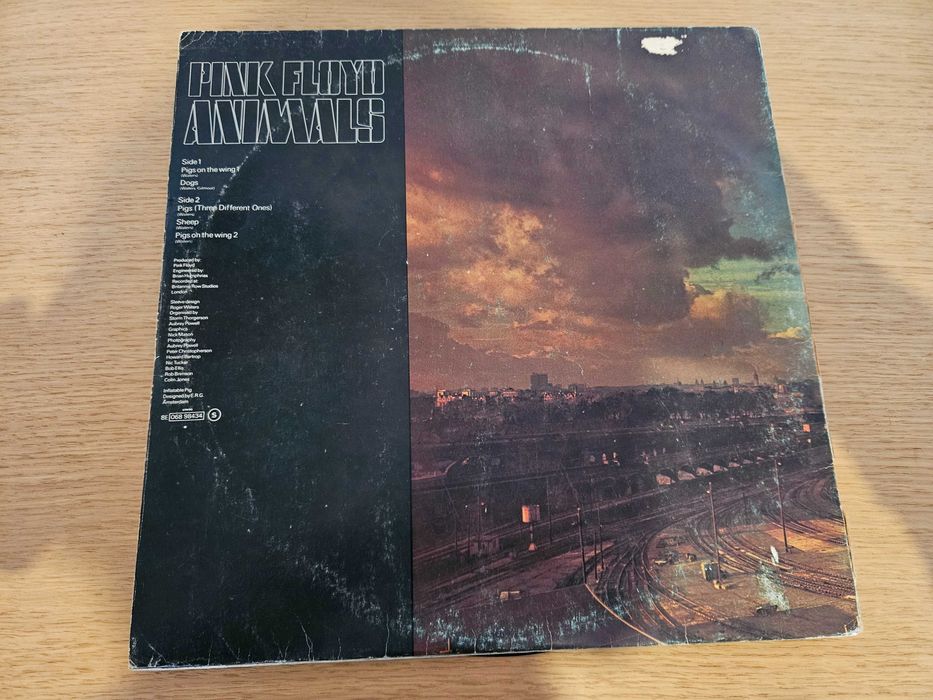 PINK FLOYD
ANIMALS
Side 1
Pigs on the wing 1
(Waters)
Dogs
(Waters, Gilmour)
Side 2
Pigs (Three Different Ones)
(Waters)
Sheep
(Waters)
Pigs on the wing 2
(Waters)
Produced by:
Pink Floyd
Engineered by:
Brian Humphries
Recorded at
Britannia Row Studios
London
Sleeve design
Roger Waters
Organised by
Storm Thorgerson
Aubrey Powell
Graphics
Nick Mason
Photography
Aubrey Powell
Peter Christopherson
Howard Bartrop
Nic Tucker
Bob Ellis
Rob Brimson
Colin Jones
Inflatable Pig
Designed by E.R.G.
Amsterdam
8E 068 98434 S